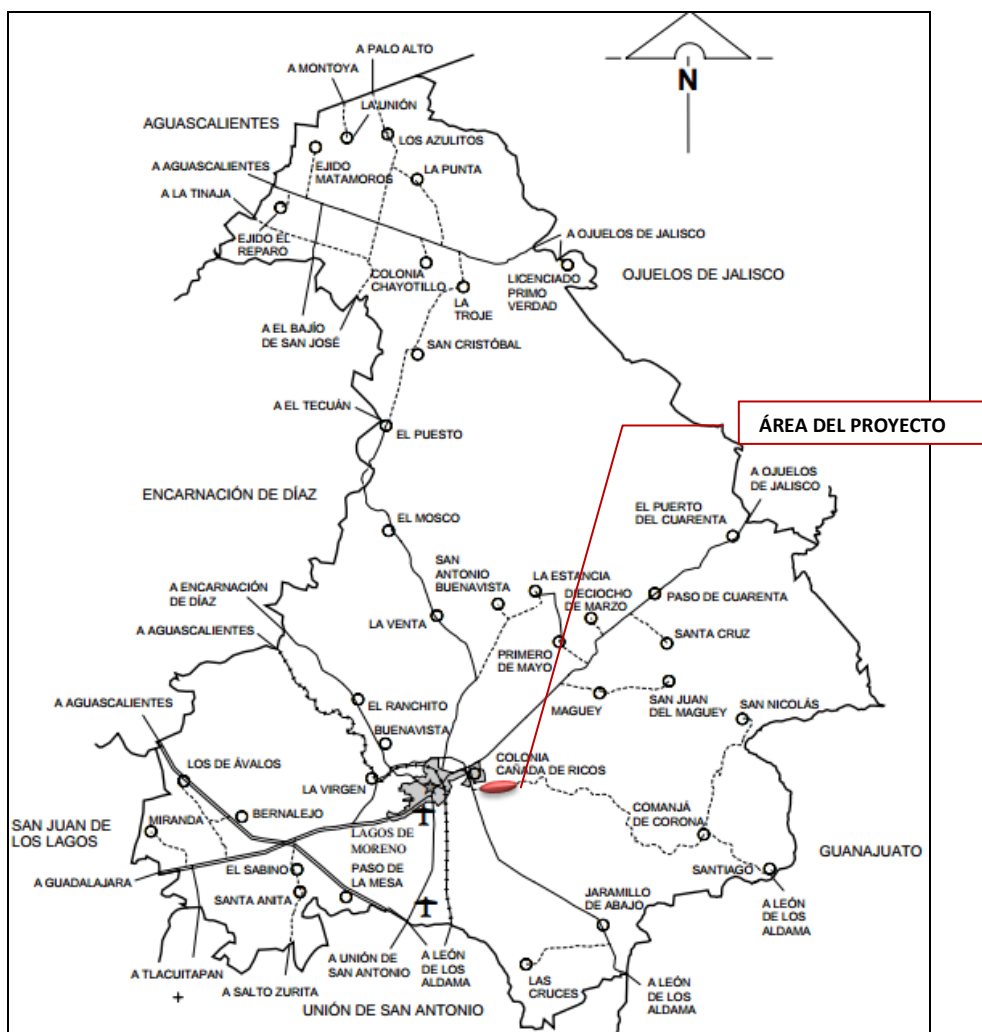 A PALO ALTO
A MONTOYA
LA UNIÓN
AGUASCALIENTES
LOS AZULITOS
N
A AGUASCALIENTES
EJIDO
MATAMOROS
LA PUNTA
A LA TINAJA
EJIDO EL
REPARO
A OJUELOS DE JALISCO
COLONIA
CHAYOTILLO
LICENCIADO
PRIMO
VERDAD
OJUELOS DE JALISCO
LA
TROJE
A EL BAJÍO
DE SAN JOSÉ
SAN CRISTÓBAL
A EL TECUÁN
EL PUESTO
ÁREA DEL PROYECTO
A OJUELOS
DE JALISCO
ENCARNACIÓN DE DÍAZ
EL PUERTO
DEL CUARENTA
EL MOSCO
SAN
ANTONIO
BUENAVISTA
LA ESTANCIA
DIECIOCHO
DE MARZO
PASO DE CUARENTA
A ENCARNACIÓN
DE DÍAZ
LA VENTA
A AGUASCALIENTES
SANTA CRUZ
PRIMERO
DE MAYO
A AGUASCALIENTES
EL RANCHITO
MAGUEY
SAN JUAN
DEL MAGUEY
SAN NICOLÁS
BUENAVISTA
LOS DE ÁVALOS
LA VIRGEN
COLONIA
CAÑADA DE RICOS
SAN JUAN DE
LOS LAGOS
MIRANDA
BERNALEJO
LAGOS DE
MORENO
COMANJÁ
DE CORONA
GUANAJUATO
A GUADALAJARA
EL SABINO
PASO DE
LA MESA
SANTIAGO
SANTA ANITA
JARAMILLO
DE ABAJO
A LEÓN
DE LOS
ALDAMA
A TLACUITAPAN
A SALTO ZURITA
A UNIÓN DE
SAN ANTONIO
A LEÓN
DE LOS
ALDAMA
LAS
CRUCES
A LEÓN
DE LOS
ALDAMA
UNIÓN DE SAN ANTONIO